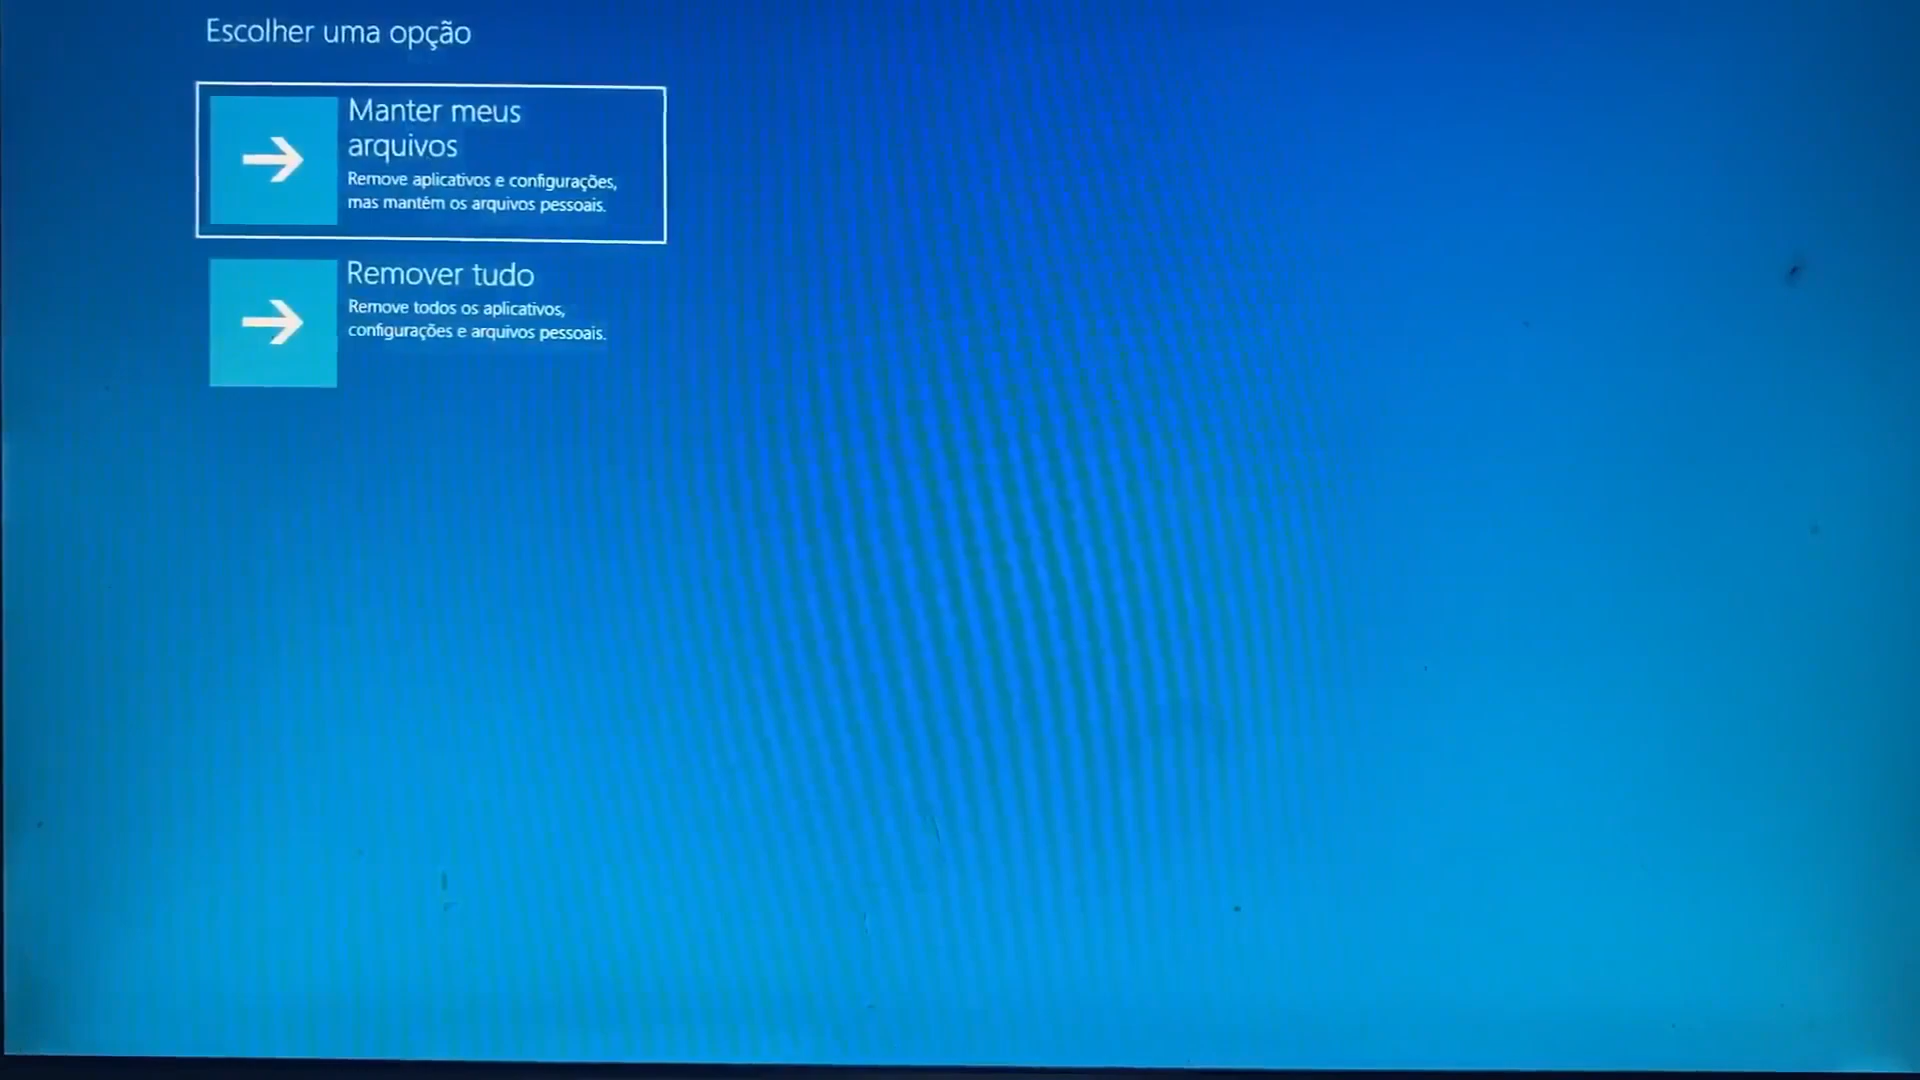 Escolher uma opção
Manter meus
arquivos
Remove aplicativos e configurações,
mas mantém os arquivos pessoais.
Remover tudo
Remove todos os aplicativos,
configurações e arquivos pessoais.